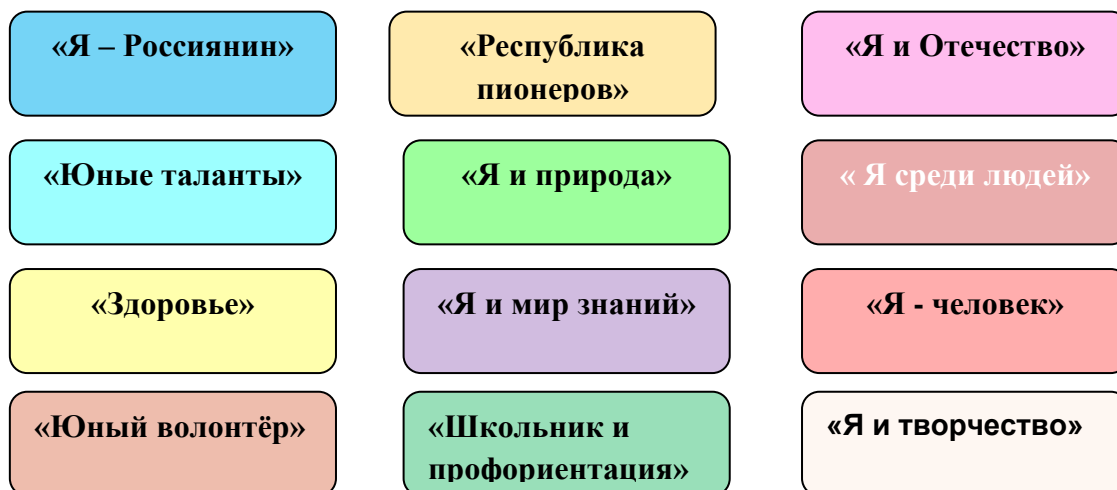 «Я – Россиянин»
«Республика
пионеров»
«Я и Отечество»
«Юные таланты»
«Я и природа»
« Я среди людей»
«Здоровье»
«Я и мир знаний»
«Я - человек»
«Юный волонтёр»
«Школьник и
профориентация»
«Я и творчество»